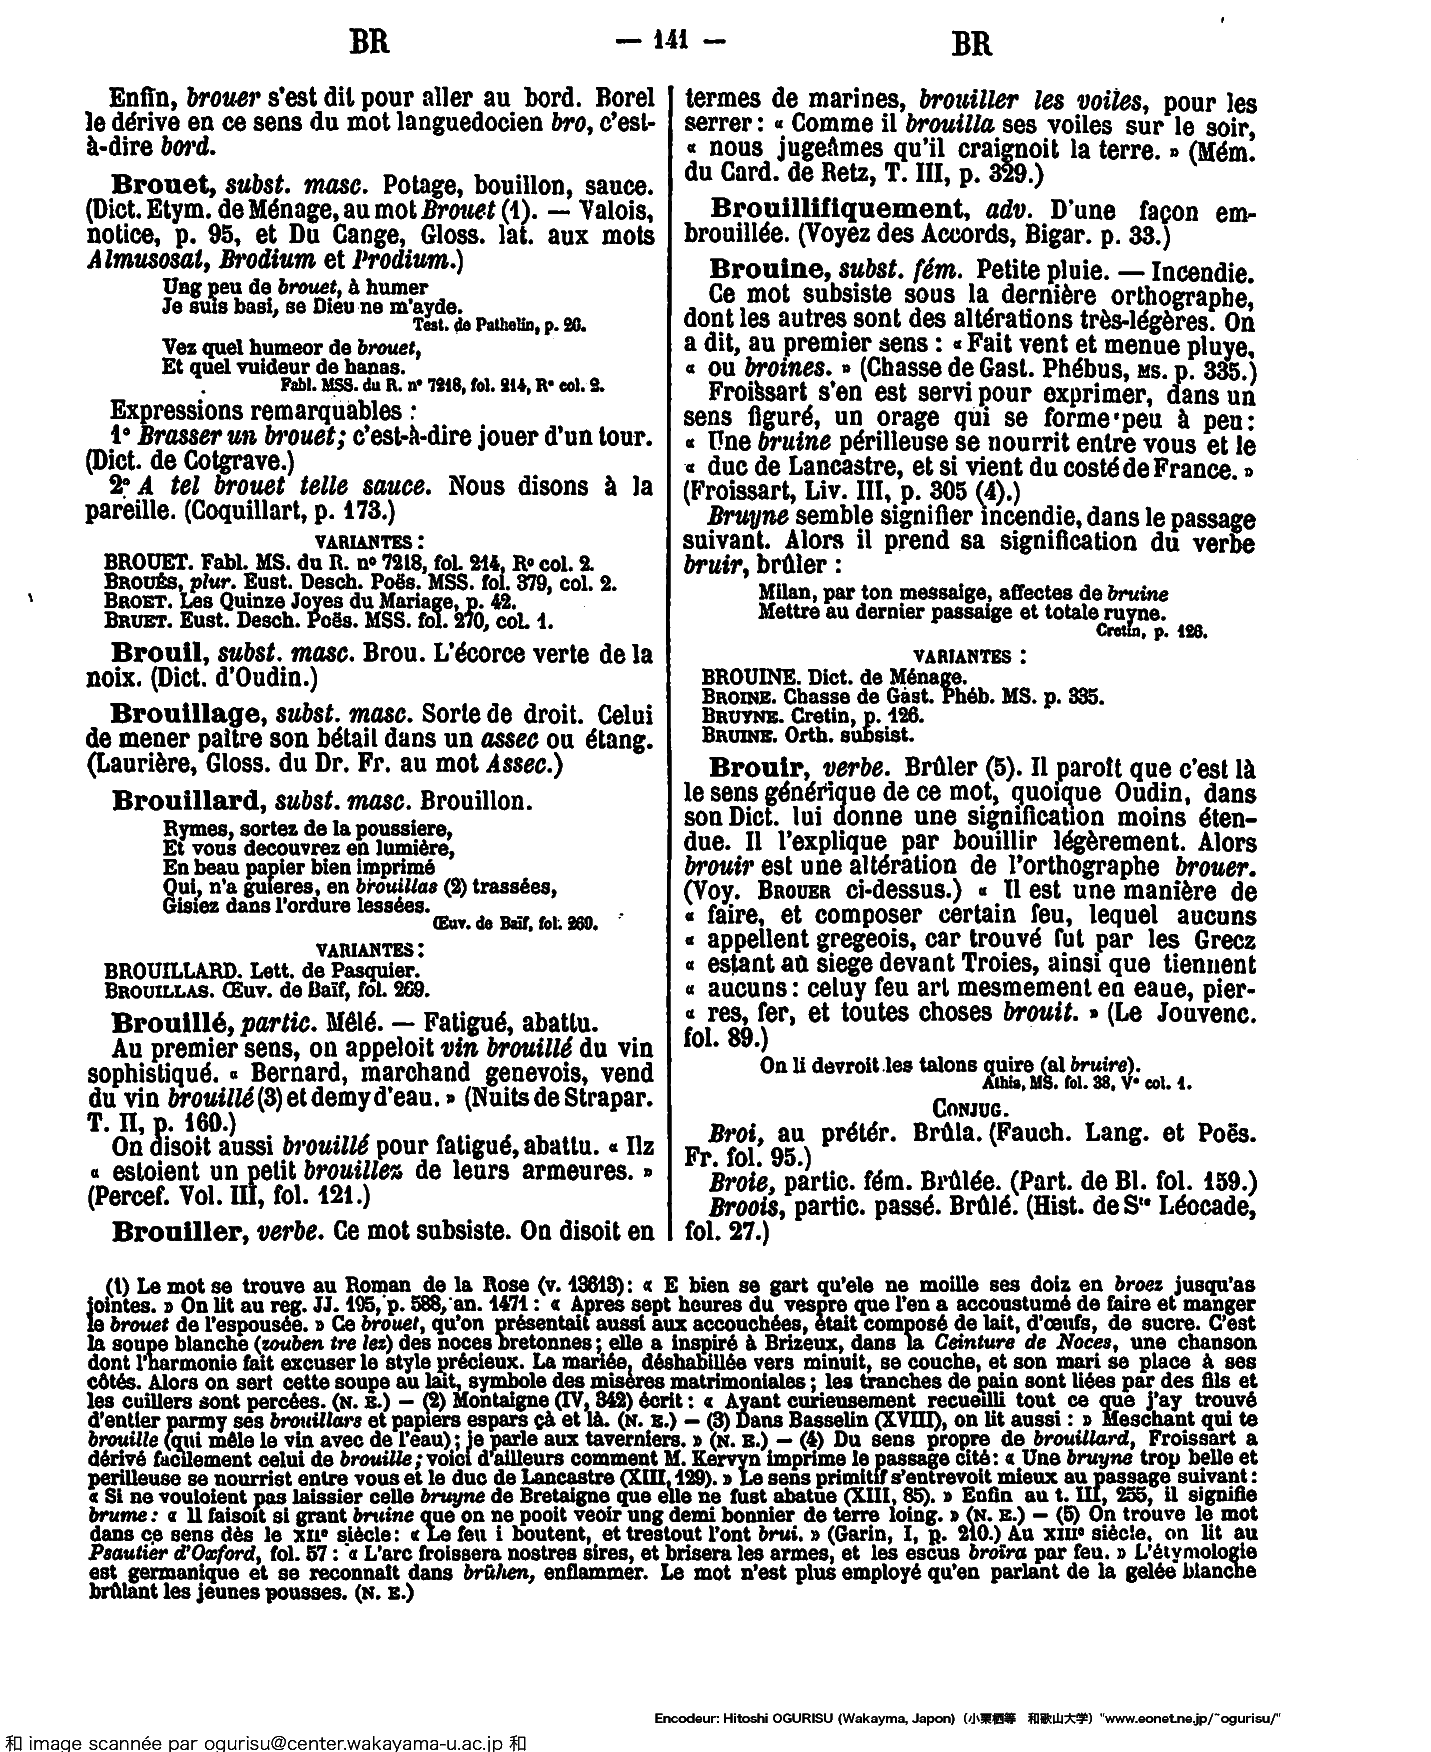 BR
— 141 —
BR
Enfin, brouer s'est dit pour aller au bord. Borel
le dérive en ce sens du mot languedocien bro, c'est-
à-dire bord.
Brouet, subst. masc. Potage, bouillon, sauce.
(Dict. Etym. de Ménage, au mot Brouet (1). — Valois,
notice, p. 95, et Du Cange, Gloss. lat. aux mots
Almusosat, Brodium et Prodium.)
Ung peu de brouet, à humer
Je suis basi, se Dieu ne m'ayde.
Test. de Pathelin, p. 26.
Vez quel humeor de brouet,
Et quel vuideur de hanas.
Fabl. MSS. du R. n° 7218, fol. 214, R° col. 2.
Expressions remarquables :
1° Brasser un brouet; c'est-à-dire jouer d'un tour.
(Dict. de Cotgrave.)
2° A tel brouet telle sauce. Nous disons à la
pareille. (Coquillart, p. 173.)
VARIANTES :
BROUET. Fabl. MS. du R. n° 7218, fol. 214, R° col. 2.
BROUÉS, plur. Eust. Desch. Poës. MSS. fol. 379, col. 2.
BROET. Les Quinze Joyes du Mariage, p. 42.
BRUET. Eust. Desch. Poës. MSS. fol. 270, col. 1.
Brouil, subst. masc. Brou. L'écorce verte de la
noix. (Dict. d'Oudin.)
Brouillage, subst. masc. Sorte de droit. Celui
de mener paître son bétail dans un assec ou étang.
(Laurière, Gloss. du Dr. Fr. au mot Assec.)
Brouillard, subst. masc. Brouillon.
Rymes, sortez de la poussiere,
Et vous decouvrez en lumière,
En beau papier bien imprimé
Qui, n'a guieres, en brouillas (2) trassées,
Gisiez dans l'ordure lessées.
Œuv. de Baïf, fol. 269.
VARIANTES :
BROUILLARD. Lett. de Pasquier.
BROUILLAS. Œuv. de Baïf, fol. 269.
Brouillé, partic. Mêlé. — Fatigué, abattu.
Au premier sens, on appeloit vin brouillé du vin
sophistiqué. « Bernard, marchand genevois, vend
du vin brouillé (3) et demy d'eau. » (Nuits de Strapar.
T. II, p. 160.)
On disoit aussi brouillé pour fatigué, abattu. « Ilz
« estoient un petit brouillez de leurs armeures. »
(Percef. Vol. III, fol. 121.)
Brouiller, verbe. Ce mot subsiste. On disoit en
termes de marines, brouiller les voiles, pour les
serrer : « Comme il brouilla ses voiles sur le soir,
« nous jugeâmes qu'il craignoit la terre. » (Mém.
du Card. de Retz, T. III, p. 329.)
Brouillifiquement, adv. D'une façon em-
brouillée. (Voyez des Accords, Bigar. p. 33.)
Brouine, subst. fém. Petite pluie. — Incendie.
Ce mot subsiste sous la dernière orthographe,
dont les autres sont des altérations très-légères. On
a dit, au premier sens : « Fait vent et menue pluye,
« ou broines. » (Chasse de Gast. Phébus, MS. p. 335.)
Froissart s'en est servi pour exprimer, dans un
sens figuré, un orage qui se forme peu à peu :
« Une bruine périlleuse se nourrit entre vous et le
« duc de Lancastre, et si vient du costé de France. »
(Froissart, Liv. III, p. 305 (4).)
Bruyne semble signifier incendie, dans le passage
suivant. Alors il prend sa signification du verbe
bruir, brûler :
Milan, par ton messaige, affectes de bruine
Mettre au dernier passaige et totale ruyne.
Cretin, p. 126.
VARIANTES :
BROUINE. Dict. de Ménage.
BROINE. Chasse de Gast. Phéb. MS. p. 335.
BRUYNE. Cretin, p. 126.
BRUINE. Orth. subsist.
Brouir, verbe. Brûler (5). Il paroît que c'est là
le sens générique de ce mot, quoique Oudin, dans
son Dict. lui donne une signification moins éten-
due. Il l'explique par bouillir légèrement. Alors
brouir est une altération de l'orthographe brouer.
(Voy. BROUER ci-dessus.) « Il est une manière de
« faire, et composer certain feu, lequel aucuns
« appellent gregeois, car trouvé fut par les Grecz
« estant au siege devant Troies, ainsi que tiennent
« aucuns : celuy feu art mesmement en eaue, pier-
« res, fer, et toutes choses brouit. » (Le Jouvenc.
fol. 89.)
On li devroit les talons quire (al bruire).
Athis, MS. fol. 38, V° col. 1.
CONJUG.
Broi, au prétér. Brûla. (Fauch. Lang. et Poës.
Fr. fol. 95.)
Broie, partic. fém. Brûlée. (Part. de Bl. fol. 159.)
Broois, partic. passé. Brûlé. (Hist. de Ste Léocade,
fol. 27.)
(1) Le mot se trouve au Roman de la Rose (v. 13613) : « E bien se gart qu'ele ne moille ses doiz en broez jusqu'as
jointes. » On lit au reg. JJ. 195, p. 588, an. 1471 : « Apres sept heures du vespre que l'en a accoustumé de faire et manger
le brouet de l'espousée. » Ce brouet, qu'on présentait aussi aux accouchées, était composé de lait, d'œufs, de sucre. C'est
la soupe blanche (zouben tre lez) des noces bretonnes ; elle a inspiré à Brizeux, dans la Ceinture de Noces, une chanson
dont l'harmonie fait excuser le style précieux. La mariée, déshabillée vers minuit, se couche, et son mari se place à ses
côtés. Alors on sert cette soupe au lait, symbole des misères matrimoniales ; les tranches de pain sont liées par des fils et
les cuillers sont percées. (N. E.) — (2) Montaigne (IV, 342) écrit : « Ayant curieusement recueilli tout ce que j'ay trouvé
d'entier parmy ses brouillars et papiers espars çà et là. (N. E.) — (3) Dans Basselin (XVIII), on lit aussi : » Meschant qui te
brouille (qui mêle le vin avec de l'eau) ; je parle aux taverniers. » (N. E.) — (4) Du sens propre de brouillard, Froissart a
dérivé facilement celui de brouille ; voici d'ailleurs comment M. Kervyn imprime le passage cité : « Une bruyne trop belle et
perilleuse se nourrist entre vous et le duc de Lancastre (XIII, 129). » Le sens primitif s'entrevoit mieux au passage suivant :
« Si ne vouloient pas laissier celle bruyne de Bretaigne que elle ne fust abatue (XIII, 85). » Enfin au t. III, 255, il signifie
brume : « Il faisoit si grant bruine que on ne pooit veoir ung demi bonnier de terre loing. » (N. E.) — (5) On trouve le mot
dans ce sens dès le XIIe siècle : « Le feu i boutent, et trestout l'ont brui. » (Garin, I, p. 210.) Au XIIIe siècle, on lit au
Psautier d'Oxford, fol. 57 : « L'arc froissera nostres sires, et brisera les armes, et les escus broïra par feu. » L'étymologie
est germanique et se reconnaît dans brühen, enflammer. Le mot n'est plus employé qu'en parlant de la gelée blanche
brûlant les jeunes pousses. (N. E.)
Encodeur: Hitoshi OGURISU (Wakayma, Japon)（小栗栖等　和歌山大学）"www.eonet.ne.jp/~ogurisu/"
和 image scannée par ogurisu@center.wakayama-u.ac.jp 和